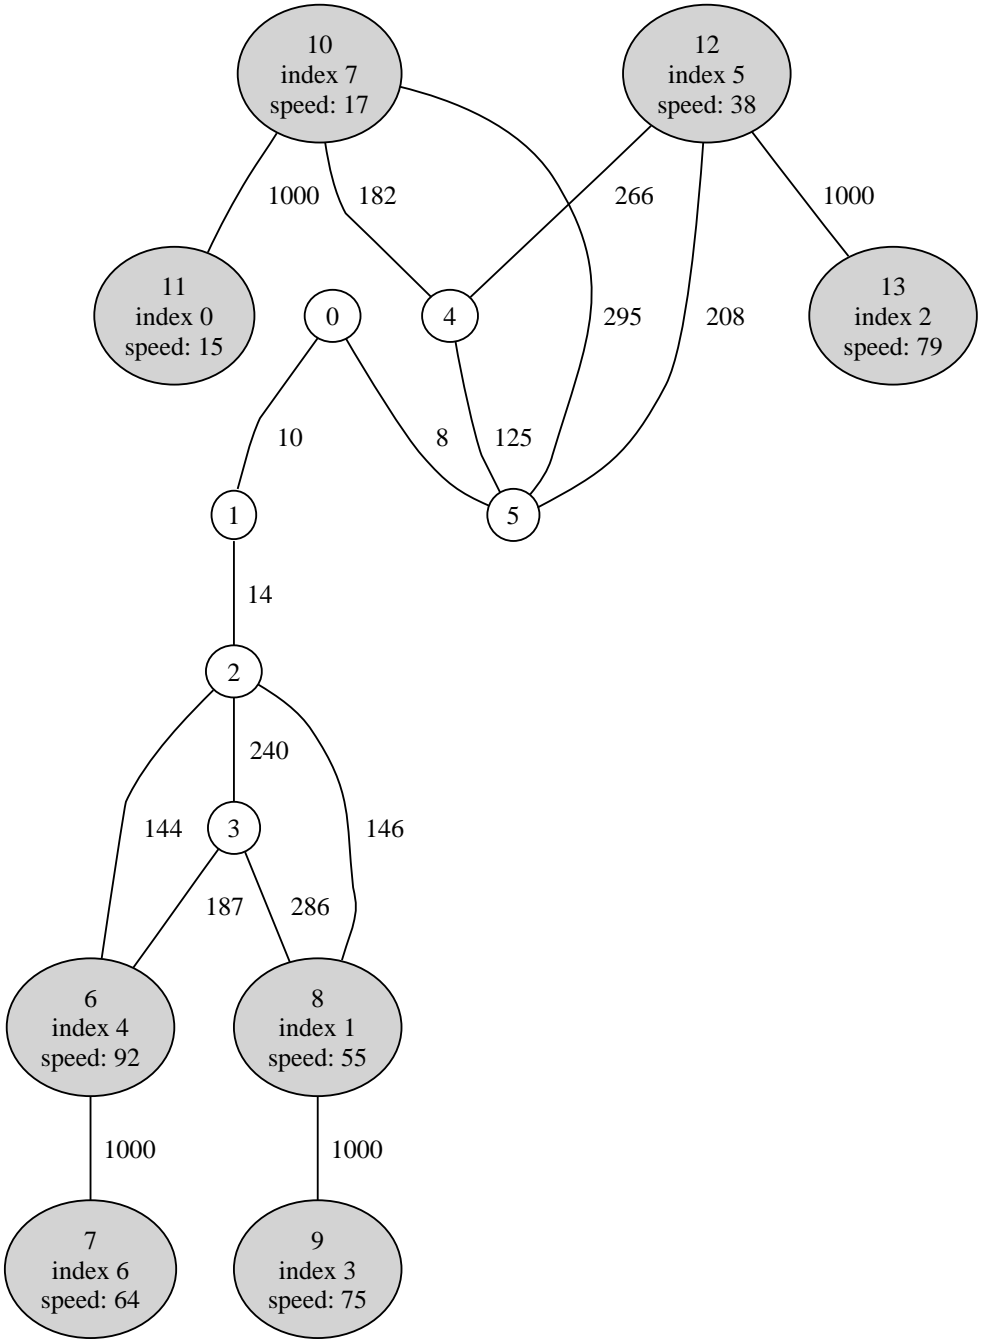 10
index 7
speed: 17
12
index 5
speed: 38
1000
182
266
1000
11
index 0
speed: 15
0
4
295
208
13
index 2
speed: 79
10
8
125
1
5
14
2
240
144
3
146
187
286
6
index 4
speed: 92
8
index 1
speed: 55
1000
1000
7
index 6
speed: 64
9
index 3
speed: 75